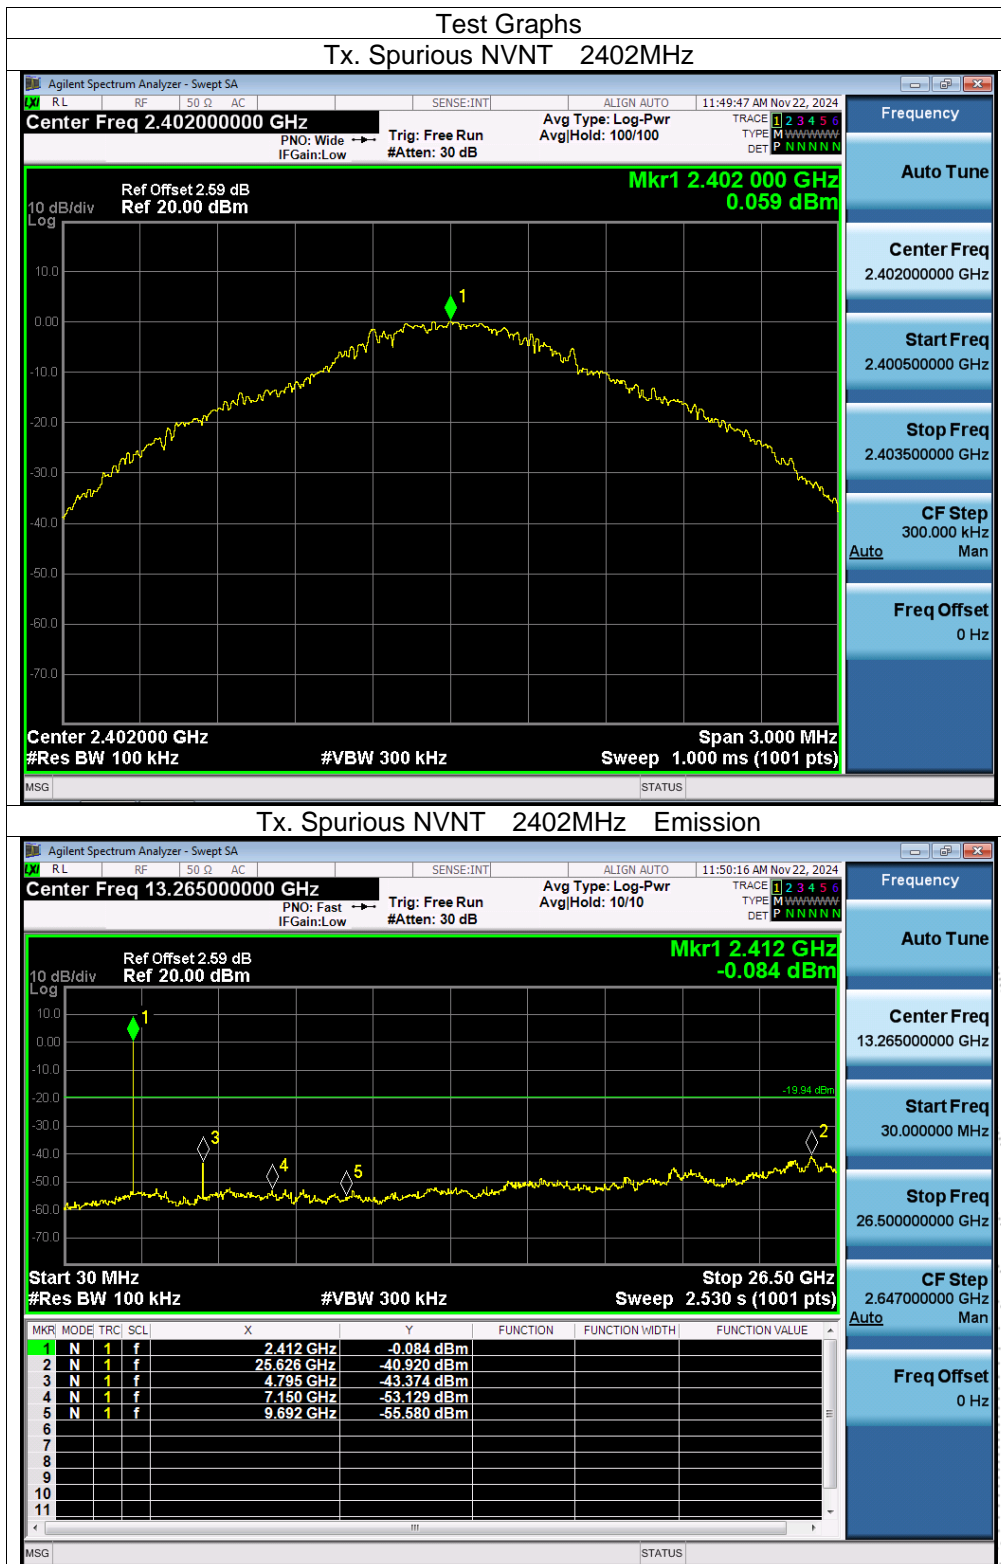 Test Graphs
Tx. Spurious NVNT 2402MHz
Agilent Spectrum Analyzer - Swept SA
LXI RL RF 50 Ω AC SENSE:INT ALIGN AUTO 11:49:47 AM Nov 22, 2024
Center Freq 2.402000000 GHz
PNO: Wide
IFGain:Low
Trig: Free Run
#Atten: 30 dB
Avg Type: Log-Pwr
Avg|Hold: 100/100
TRACE 1 2 3 4 5 6
TYPE M WWWWW
DET P N N N N N
Frequency
Auto Tune
Center Freq
2.402000000 GHz
Start Freq
2.400500000 GHz
Stop Freq
2.403500000 GHz
CF Step
300.000 kHz
Auto Man
Freq Offset
0 Hz
Mkr1 2.402 000 GHz
0.059 dBm
Ref Offset 2.59 dB
10 dB/div Ref 20.00 dBm
Log
10.0
0.00
-10.0
-20.0
-30.0
-40.0
-50.0
-60.0
-70.0
1
Center 2.402000 GHz Span 3.000 MHz
#Res BW 100 kHz #VBW 300 kHz Sweep 1.000 ms (1001 pts)
MSG STATUS
Tx. Spurious NVNT 2402MHz Emission
Agilent Spectrum Analyzer - Swept SA
LXI RL RF 50 Ω AC SENSE:INT ALIGN AUTO 11:50:16 AM Nov 22, 2024
Center Freq 13.265000000 GHz
PNO: Fast
IFGain:Low
Trig: Free Run
#Atten: 30 dB
Avg Type: Log-Pwr
Avg|Hold: 10/10
TRACE 1 2 3 4 5 6
TYPE M WWWWW
DET P N N N N N
Frequency
Auto Tune
Center Freq
13.265000000 GHz
Start Freq
30.000000 MHz
Stop Freq
26.500000000 GHz
CF Step
2.647000000 GHz
Auto Man
Freq Offset
0 Hz
Mkr1 2.412 GHz
-0.084 dBm
Ref Offset 2.59 dB
10 dB/div Ref 20.00 dBm
Log
10.0
0.00
-10.0
-20.0
-30.0
-40.0
-50.0
-60.0
-70.0
-19.94 dBm
1
3
4
5
2
Start 30 MHz Stop 26.50 GHz
#Res BW 100 kHz #VBW 300 kHz Sweep 2.530 s (1001 pts)
MKR MODE TRC SCL X Y FUNCTION FUNCTION WIDTH FUNCTION VALUE
1 N 1 f 2.412 GHz -0.084 dBm
2 N 1 f 25.626 GHz -40.920 dBm
3 N 1 f 4.795 GHz -43.374 dBm
4 N 1 f 7.150 GHz -53.129 dBm
5 N 1 f 9.692 GHz -55.580 dBm
6
7
8
9
10
11
MSG STATUS